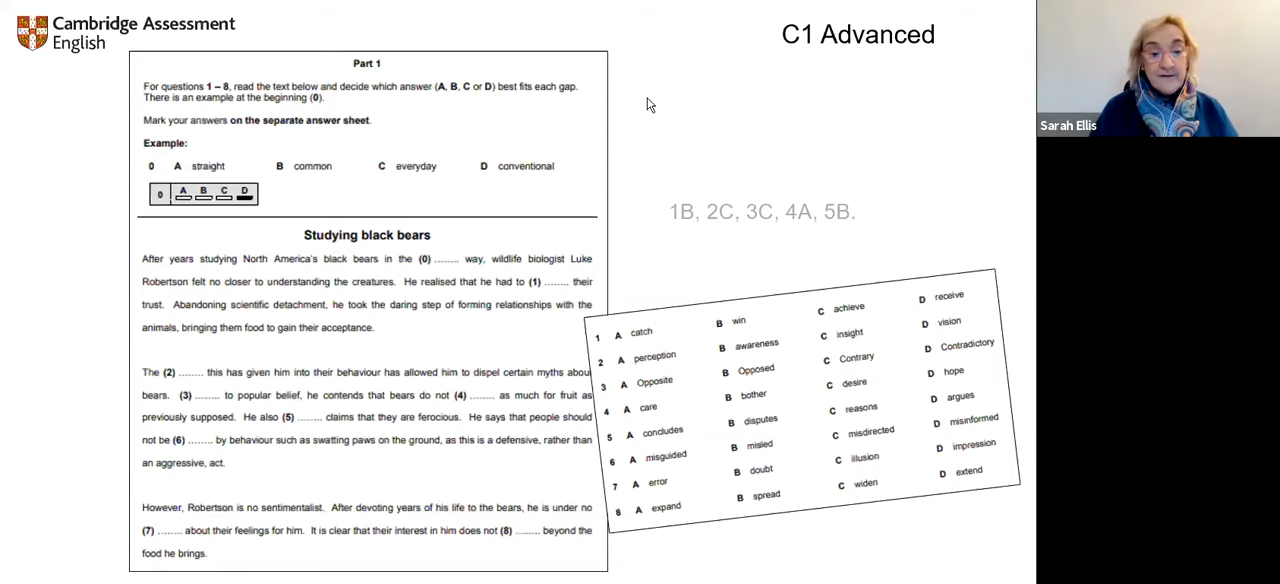 Cambridge Assessment
English
C1 Advanced
Sarah Ellis
Part 1
For questions 1 – 8, read the text below and decide which answer (A, B, C or D) best fits each gap.
There is an example at the beginning (0).
Mark your answers on the separate answer sheet.
Example:
0 A straight B common C everyday D conventional
0 A B C D
1B, 2C, 3C, 4A, 5B.
Studying black bears
After years studying North America's black bears in the (0) ........ way, wildlife biologist Luke
Robertson felt no closer to understanding the creatures. He realised that he had to (1) ........ their
trust. Abandoning scientific detachment, he took the daring step of forming relationships with the
animals, bringing them food to gain their acceptance.
The (2) ........ this has given him into their behaviour has allowed him to dispel certain myths about
bears. (3) ........ to popular belief, he contends that bears do not (4) ........ as much for fruit as
previously supposed. He also (5) ........ claims that they are ferocious. He says that people should
not be (6) ........ by behaviour such as swatting paws on the ground, as this is a defensive, rather than
an aggressive, act.
However, Robertson is no sentimentalist. After devoting years of his life to the bears, he is under no
(7) ........ about their feelings for him. It is clear that their interest in him does not (8) ........ beyond the
food he brings.
1 A catch B win C achieve D receive
2 A perception B awareness C insight D vision
3 A Opposite B Opposed C Contrary D Contradictory
4 A care B bother C desire D hope
5 A concludes B disputes C reasons D argues
6 A misguided B misled C misdirected D misinformed
7 A error B doubt C illusion D impression
8 A expand B spread C widen D extend